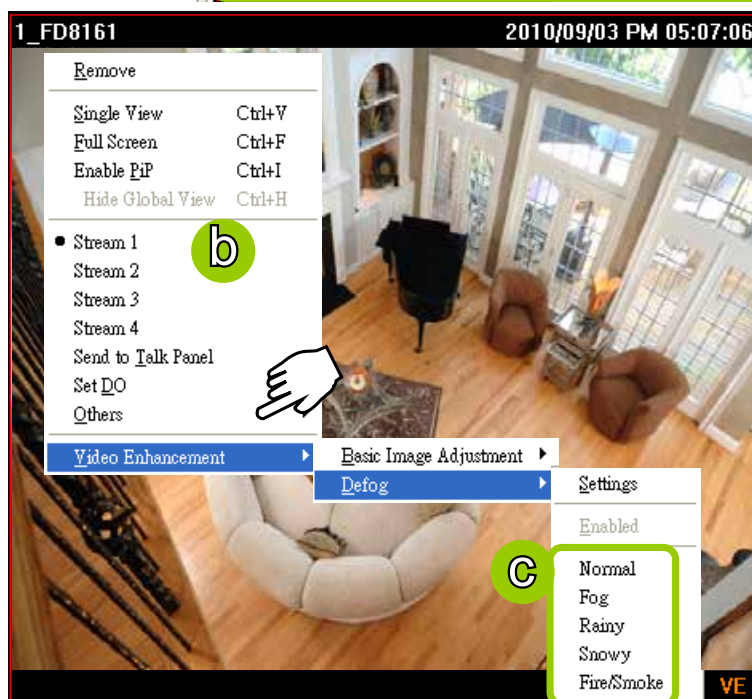 1_FD8161 2010/09/03 PM 05:07:06
Remove
Single View Ctrl+V
Full Screen Ctrl+F
Enable PiP Ctrl+I
Hide Global View Ctrl+H
Stream 1
b
Stream 2
Stream 3
Stream 4
Send to Talk Panel
Set DO
Others
Video Enhancement
Basic Image Adjustment
Defog
Settings
Enabled
c
Normal
Fog
Rainy
Snowy
Fire/Smoke
VE